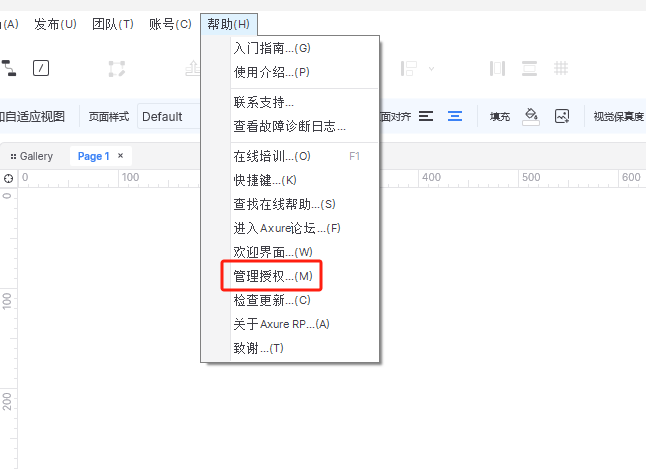 (A) 发布(U) 团队(T) 账号(C) 帮助(H)
入门指南...(G)
使用介绍...(P)
联系支持...
查看故障诊断日志...
自适应视图 页面样式 Default 面对齐 填充 视觉保真度
在线培训...(O) F1
Gallery Page 1 ×
快捷键...(K)
0 100 400 500 600
查找在线帮助...(S)
0
进入Axure论坛...(F)
欢迎界面...(W)
管理授权...(M)
100
检查更新...(C)
关于Axure RP...(A)
致谢...(T)
200